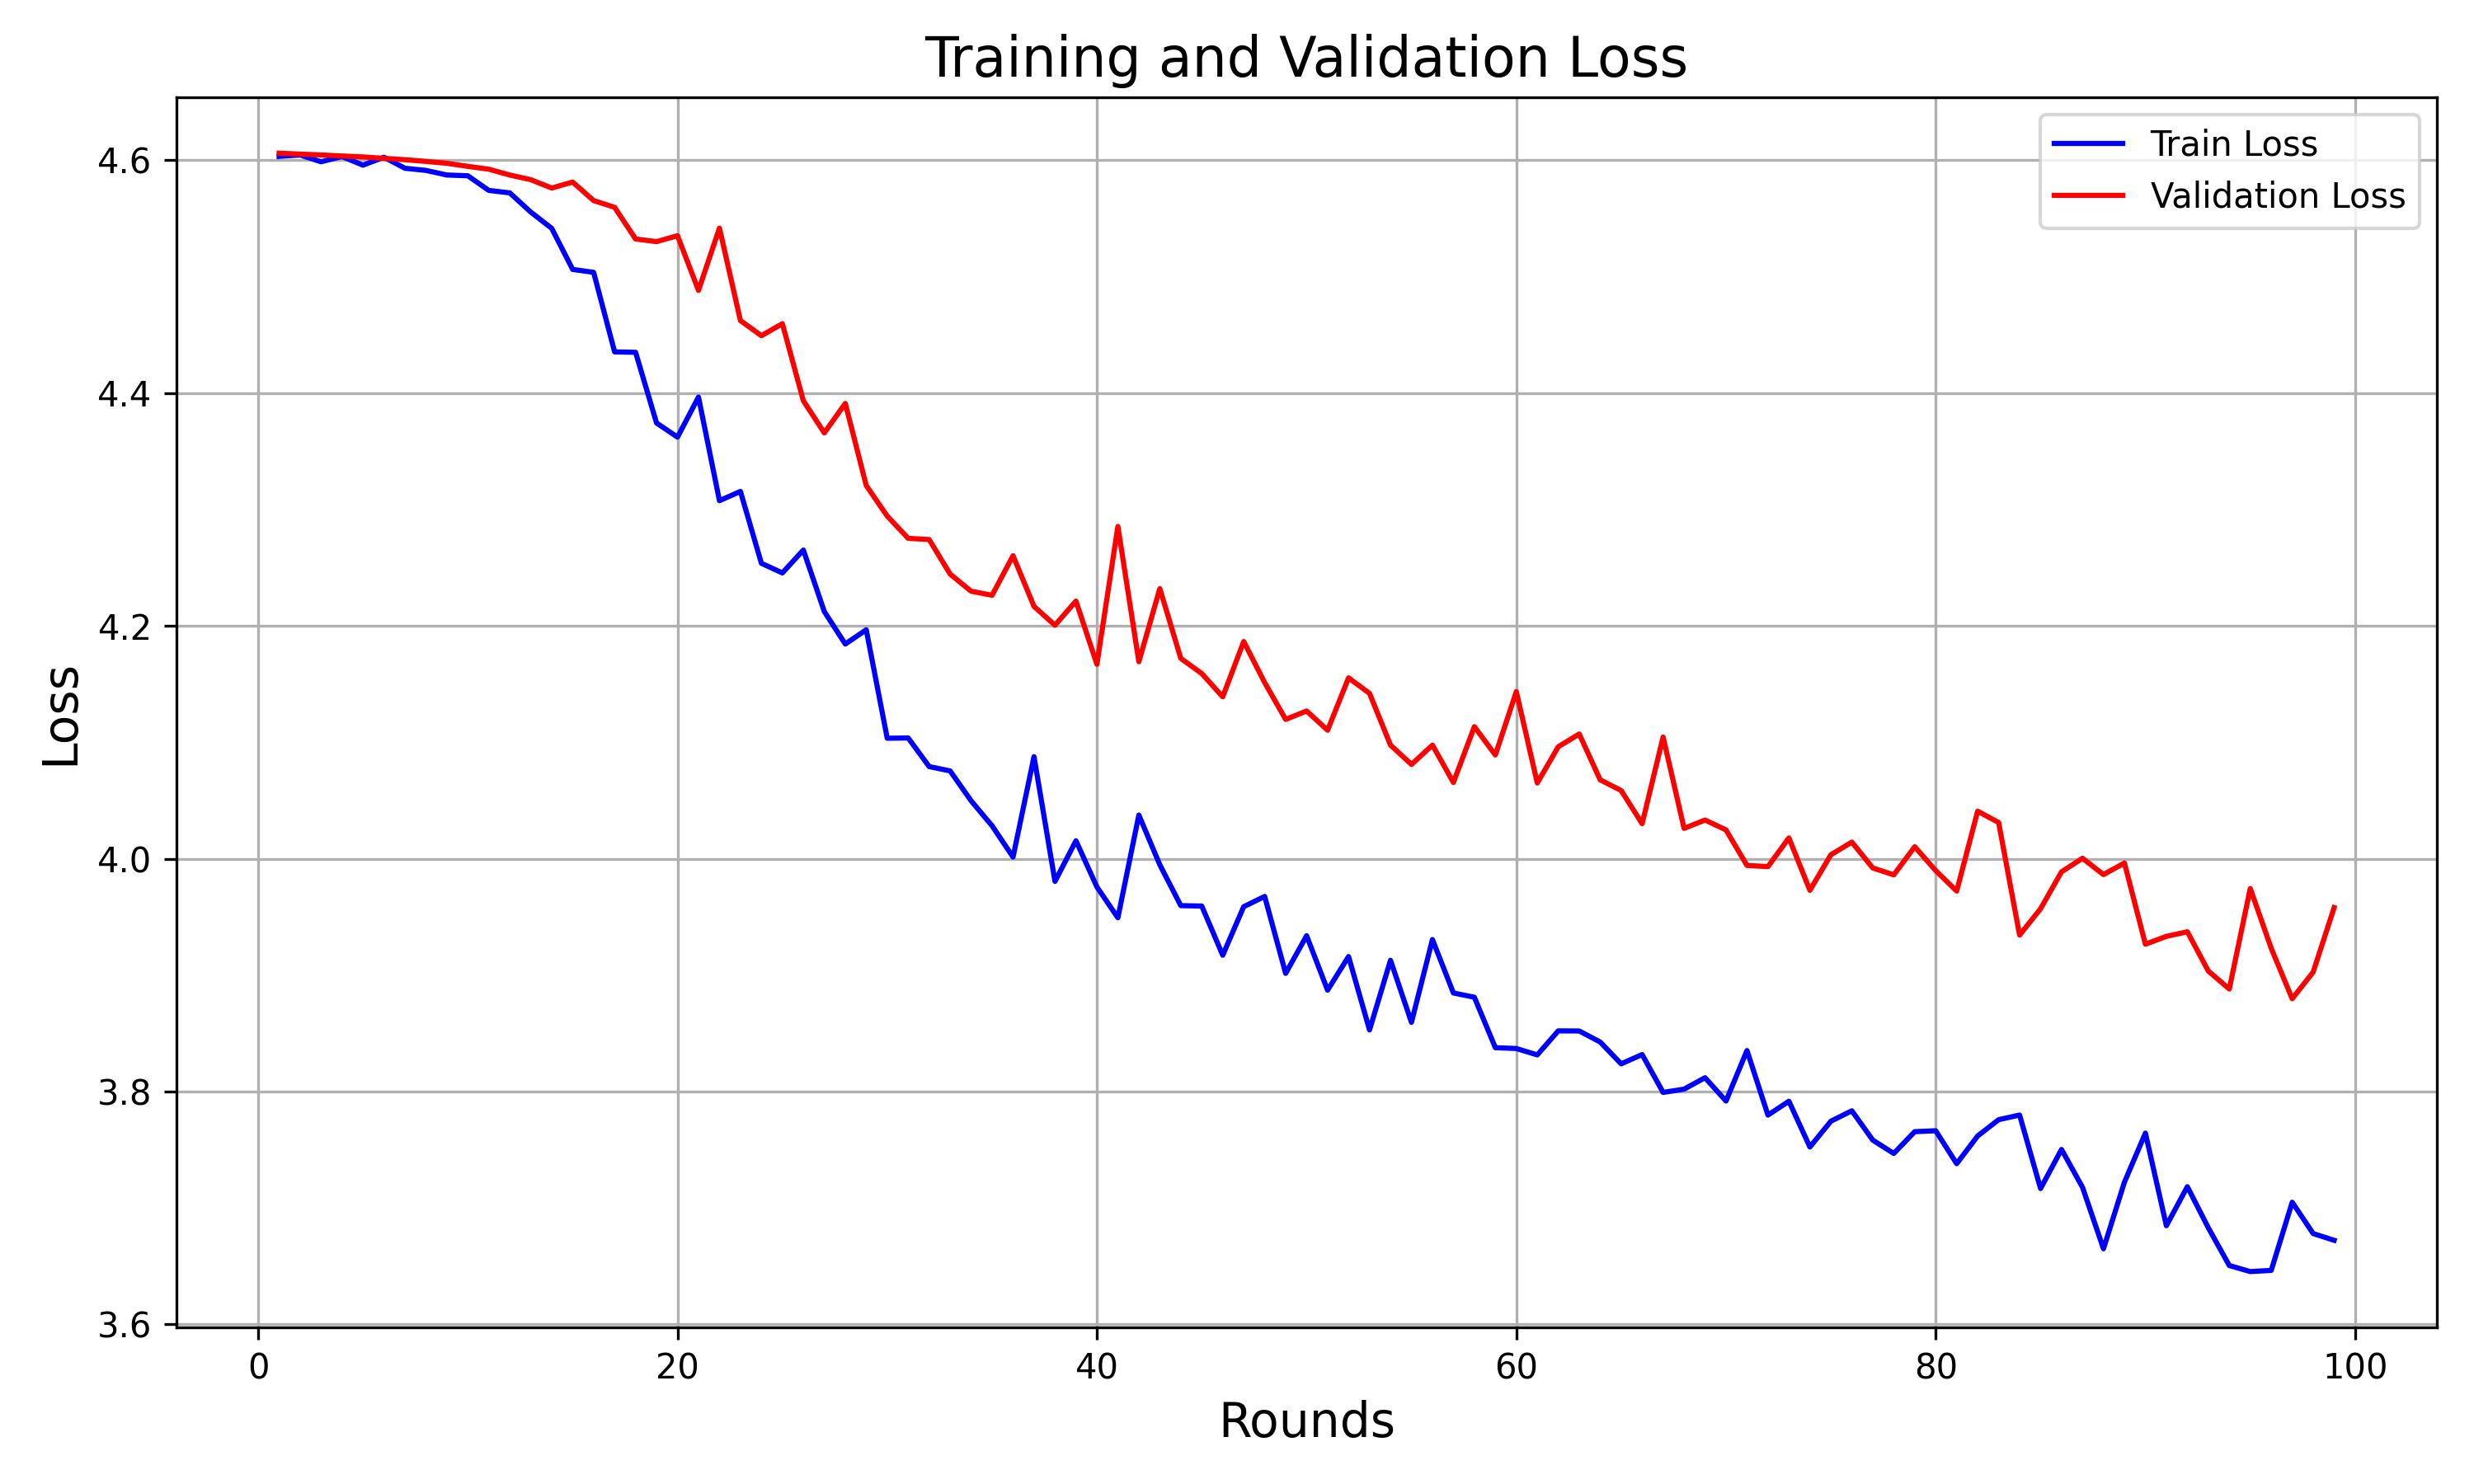 Training and Validation Loss
Train Loss
Validation Loss
4.6
4.4
4.2
4.0
3.8
3.6
Loss
0 20 40 60 80 100
Rounds